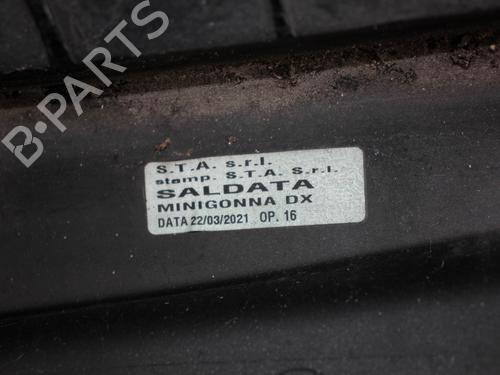 B-PARTS
S.T.A. s.r.l.
stamp. S.T.A. S.r.l.
SALDATA
MINIGONNA DX
DATA 22/03/2021 OP. 16